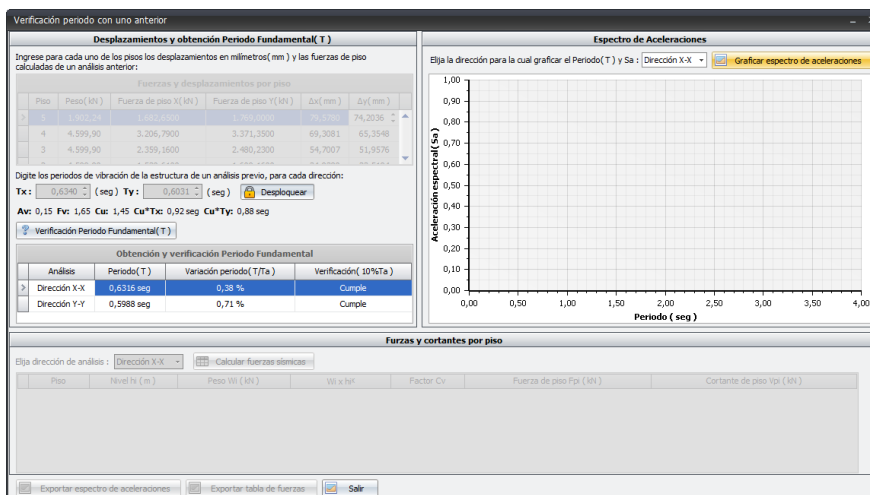 Verificación periodo con uno anterior
Desplazamientos y obtención Periodo Fundamental( T )
Ingrese para cada uno de los pisos los desplazamientos en milímetros( mm ) y las fuerzas de piso
calculadas de un análisis anterior:
Fuerzas y desplazamientos por piso
Piso Peso( kN ) Fuerza de piso X( kN ) Fuerza de piso Y( kN ) Δx( mm ) Δy( mm )
74,2036
4 4.599,90 3.206,7900 3.371,3500 69,3081 65,3548
3 4.599,90 2.359,1600 2.480,2300 54,7007 51,9576
Digite los periodos de vibración de la estructura de un análisis previo, para cada dirección:
Tx : 0,6340 ( seg ) Ty : 0,6031 ( seg ) Desploquear
Av: 0,15 Fv: 1,65 Cu: 1,45 Cu*Tx: 0,92 seg Cu*Ty: 0,88 seg
Verificación Periodo Fundamental( T )
Obtención y verificación Periodo Fundamental
Análisis Periodo( T ) Variación periodo( T/Ta ) Verificación( 10%Ta )
Dirección X-X 0,6316 seg 0,38 % Cumple
Dirección Y-Y 0,5988 seg 0,71 % Cumple
Espectro de Aceleraciones
Elija la dirección para la cual graficar el Periodo( T ) y Sa : Dirección X-X Graficar espectro de aceleraciones
Aceleración espectral( Sa )
1,00
0,90
0,80
0,70
0,60
0,50
0,40
0,30
0,20
0,10
0,00
0,00 0,50 1,00 1,50 2,00 2,50 3,00 3,50 4,00
Periodo ( seg )
Furzas y cortantes por piso
Elija dirección de análisis : Dirección X-X Calcular fuerzas sísmicas
Piso Nivel hi ( m ) Peso Wi ( kN ) Wi x hiᵏ Factor Cv Fuerza de piso Fpi ( kN ) Cortante de piso Vpi ( kN )
Exportar espectro de aceleraciones Exportar tabla de fuerzas Salir